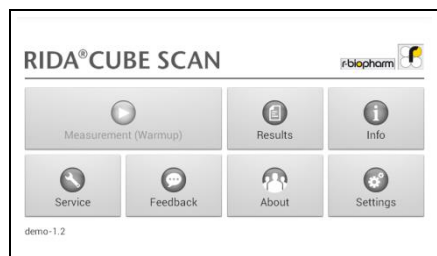 RIDA®CUBE SCAN
r-biopharm
Measurement (Warmup)
Results
Info
Service
Feedback
About
Settings
demo-1.2